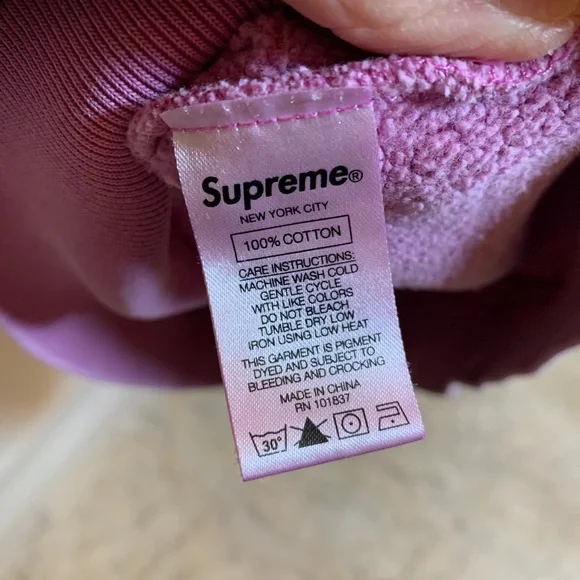 Supreme®
NEW YORK CITY
100% COTTON
CARE INSTRUCTIONS:
MACHINE WASH COLD
GENTLE CYCLE
WITH LIKE COLORS
DO NOT BLEACH
TUMBLE DRY LOW
IRON USING LOW HEAT
THIS GARMENT IS PIGMENT
DYED AND SUBJECT TO
BLEEDING AND CROCKING
MADE IN CHINA
RN 101837
30°